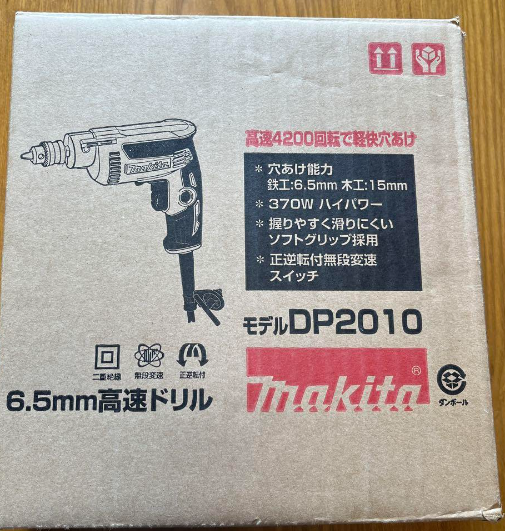 高速4200回転で軽快穴あけ
＊ 穴あけ能力
鉄工:6.5mm 木工:15mm
＊ 370W ハイパワー
＊ 握りやすく滑りにくい
ソフトグリップ採用
＊ 正逆転付無段変速
スイッチ
makita
モデルDP2010
二重絶縁 無段変速 正逆転付
6.5mm高速ドリル
makita®
ダンボール